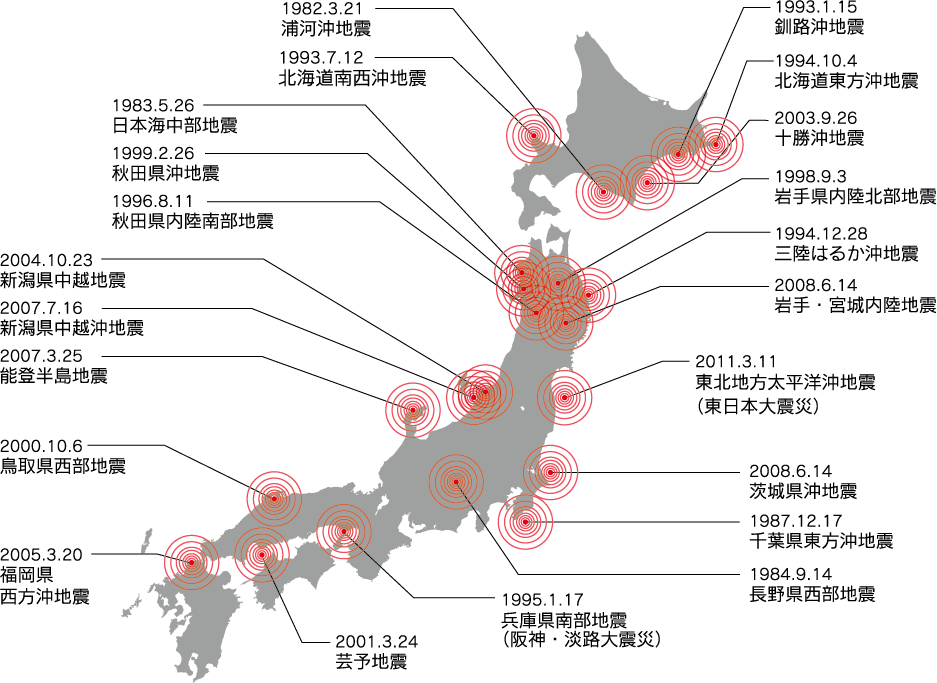 1982.3.21
浦河沖地震
1993.7.12
北海道南西沖地震
1983.5.26
日本海中部地震
1999.2.26
秋田県沖地震
1996.8.11
秋田県内陸南部地震
2004.10.23
新潟県中越地震
2007.7.16
新潟県中越沖地震
2007.3.25
能登半島地震
2000.10.6
鳥取県西部地震
2005.3.20
福岡県
西方沖地震
1993.1.15
釧路沖地震
1994.10.4
北海道東方沖地震
2003.9.26
十勝沖地震
1998.9.3
岩手県内陸北部地震
1994.12.28
三陸はるか沖地震
2008.6.14
岩手・宮城内陸地震
2011.3.11
東北地方太平洋沖地震
（東日本大震災）
2008.6.14
茨城県沖地震
1987.12.17
千葉県東方沖地震
1984.9.14
長野県西部地震
1995.1.17
兵庫県南部地震
（阪神・淡路大震災）
2001.3.24
芸予地震